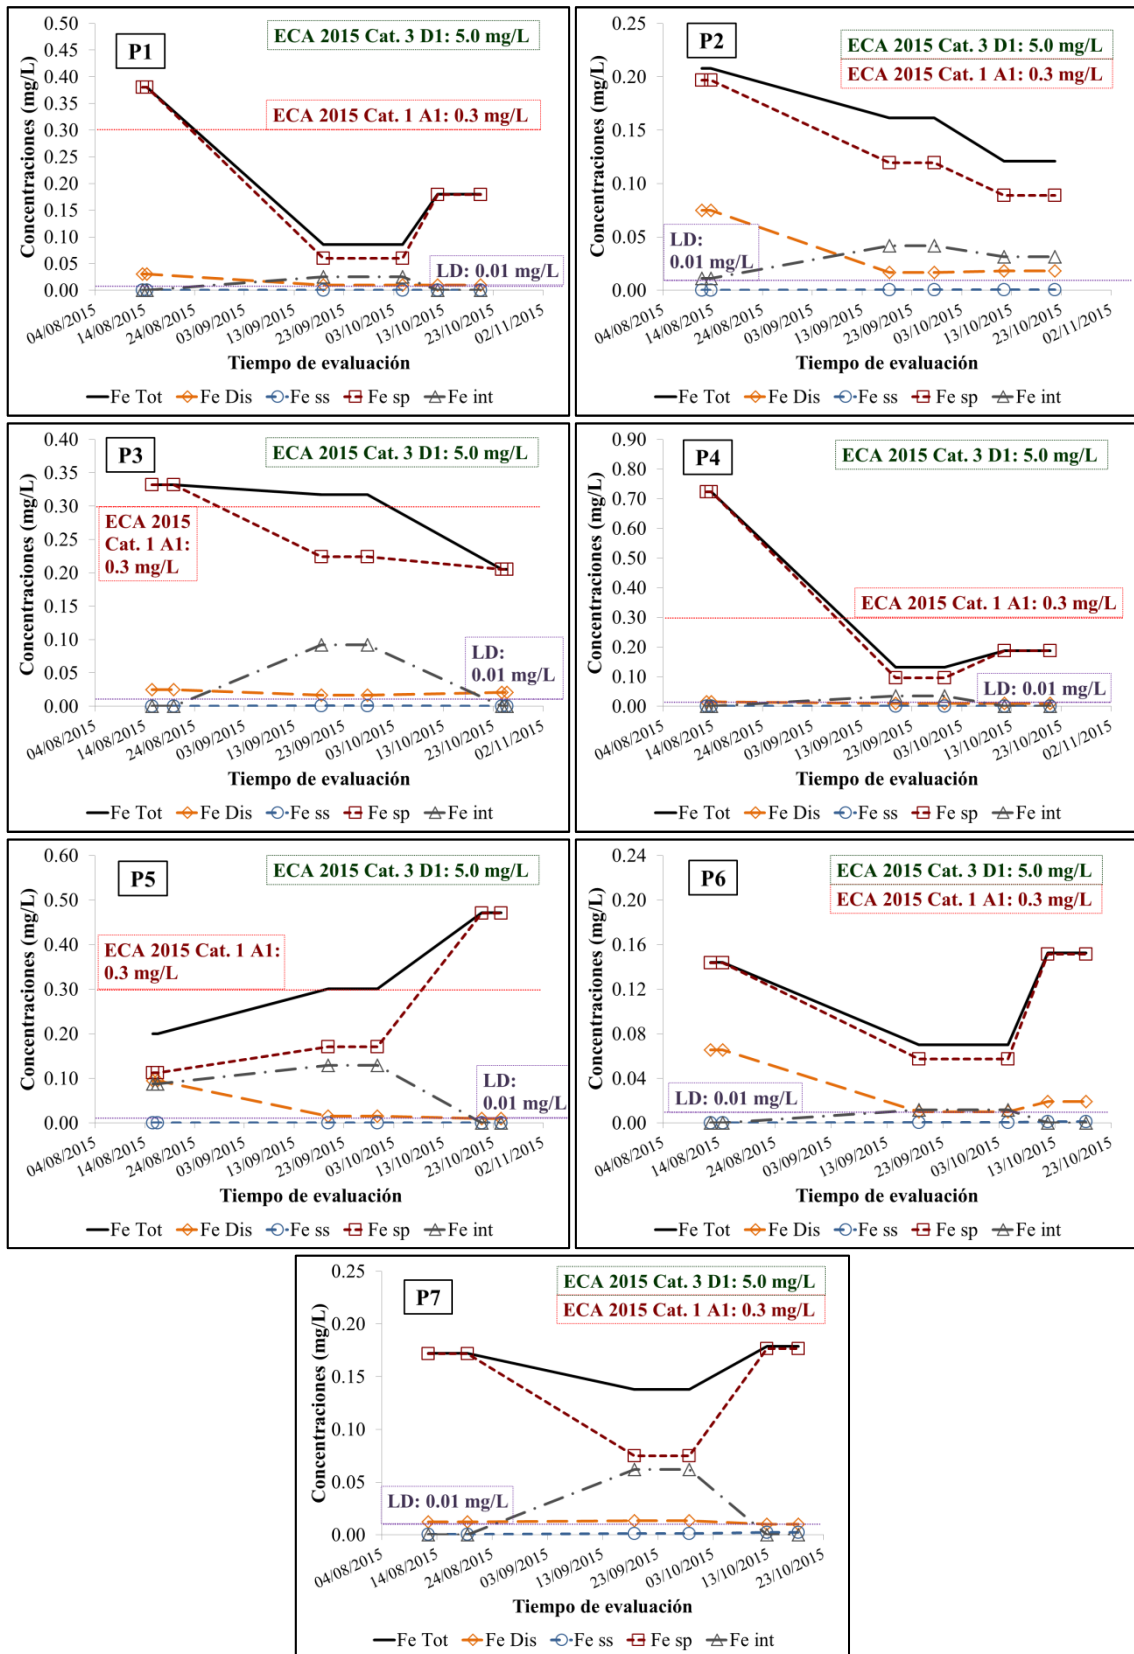 P1
ECA 2015 Cat. 3 D1: 5.0 mg/L
ECA 2015 Cat. 1 A1: 0.3 mg/L
LD: 0.01 mg/L
Concentraciones (mg/L)
0.50
0.45
0.40
0.35
0.30
0.25
0.20
0.15
0.10
0.05
0.00
04/08/2015
14/08/2015
24/08/2015
03/09/2015
13/09/2015
23/09/2015
03/10/2015
13/10/2015
23/10/2015
02/11/2015
Tiempo de evaluación
Fe Tot Fe Dis Fe ss Fe sp Fe int
P2
ECA 2015 Cat. 3 D1: 5.0 mg/L
ECA 2015 Cat. 1 A1: 0.3 mg/L
LD:
0.01 mg/L
Concentraciones (mg/L)
0.25
0.20
0.15
0.10
0.05
0.00
04/08/2015
14/08/2015
24/08/2015
03/09/2015
13/09/2015
23/09/2015
03/10/2015
13/10/2015
23/10/2015
02/11/2015
Tiempo de evaluación
Fe Tot Fe Dis Fe ss Fe sp Fe int
P3
ECA 2015 Cat. 3 D1: 5.0 mg/L
ECA 2015
Cat. 1 A1:
0.3 mg/L
LD:
0.01 mg/L
Concentraciones (mg/L)
0.40
0.35
0.30
0.25
0.20
0.15
0.10
0.05
0.00
04/08/2015
14/08/2015
24/08/2015
03/09/2015
13/09/2015
23/09/2015
03/10/2015
13/10/2015
23/10/2015
02/11/2015
Tiempo de evaluación
Fe Tot Fe Dis Fe ss Fe sp Fe int
P4
ECA 2015 Cat. 3 D1: 5.0 mg/L
ECA 2015 Cat. 1 A1: 0.3 mg/L
LD: 0.01 mg/L
Concentraciones (mg/L)
0.90
0.80
0.70
0.60
0.50
0.40
0.30
0.20
0.10
0.00
04/08/2015
14/08/2015
24/08/2015
03/09/2015
13/09/2015
23/09/2015
03/10/2015
13/10/2015
23/10/2015
02/11/2015
Tiempo de evaluación
Fe Tot Fe Dis Fe ss Fe sp Fe int
P5
ECA 2015 Cat. 3 D1: 5.0 mg/L
ECA 2015 Cat. 1 A1:
0.3 mg/L
LD:
0.01 mg/L
Concentraciones (mg/L)
0.60
0.50
0.40
0.30
0.20
0.10
0.00
04/08/2015
14/08/2015
24/08/2015
03/09/2015
13/09/2015
23/09/2015
03/10/2015
13/10/2015
23/10/2015
02/11/2015
Tiempo de evaluación
Fe Tot Fe Dis Fe ss Fe sp Fe int
P6
ECA 2015 Cat. 3 D1: 5.0 mg/L
ECA 2015 Cat. 1 A1: 0.3 mg/L
LD: 0.01 mg/L
Concentraciones (mg/L)
0.24
0.20
0.16
0.12
0.08
0.04
0.00
04/08/2015
14/08/2015
24/08/2015
03/09/2015
13/09/2015
23/09/2015
03/10/2015
13/10/2015
23/10/2015
Tiempo de evaluación
Fe Tot Fe Dis Fe ss Fe sp Fe int
P7
ECA 2015 Cat. 3 D1: 5.0 mg/L
ECA 2015 Cat. 1 A1: 0.3 mg/L
LD: 0.01 mg/L
Concentraciones (mg/L)
0.25
0.20
0.15
0.10
0.05
0.00
04/08/2015
14/08/2015
24/08/2015
03/09/2015
13/09/2015
23/09/2015
03/10/2015
13/10/2015
23/10/2015
Tiempo de evaluación
Fe Tot Fe Dis Fe ss Fe sp Fe int